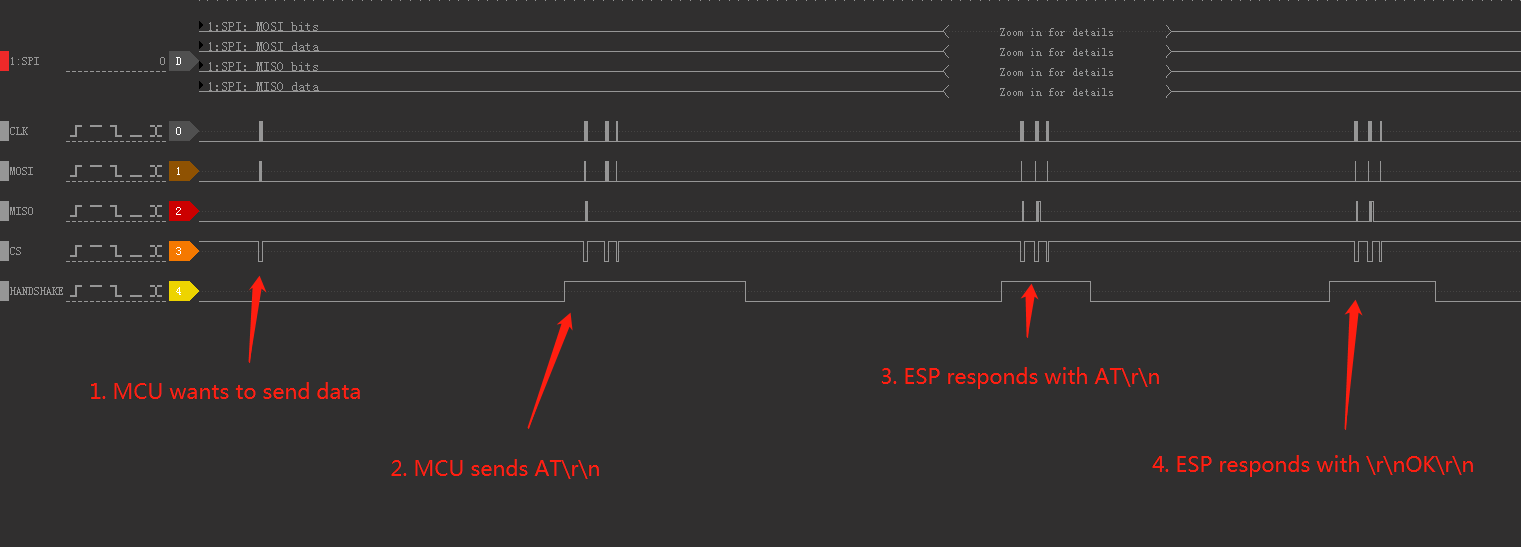 1:SPI: MOSI bits
Zoom in for details
1:SPI: MOSI data
Zoom in for details
1:SPI 0 D
1:SPI: MISO bits
Zoom in for details
1:SPI: MISO data
Zoom in for details
CLK 0
MOSI 1
MISO 2
CS 3
HANDSHAKE 4
1. MCU wants to send data
2. MCU sends AT\r\n
3. ESP responds with AT\r\n
4. ESP responds with \r\nOK\r\n